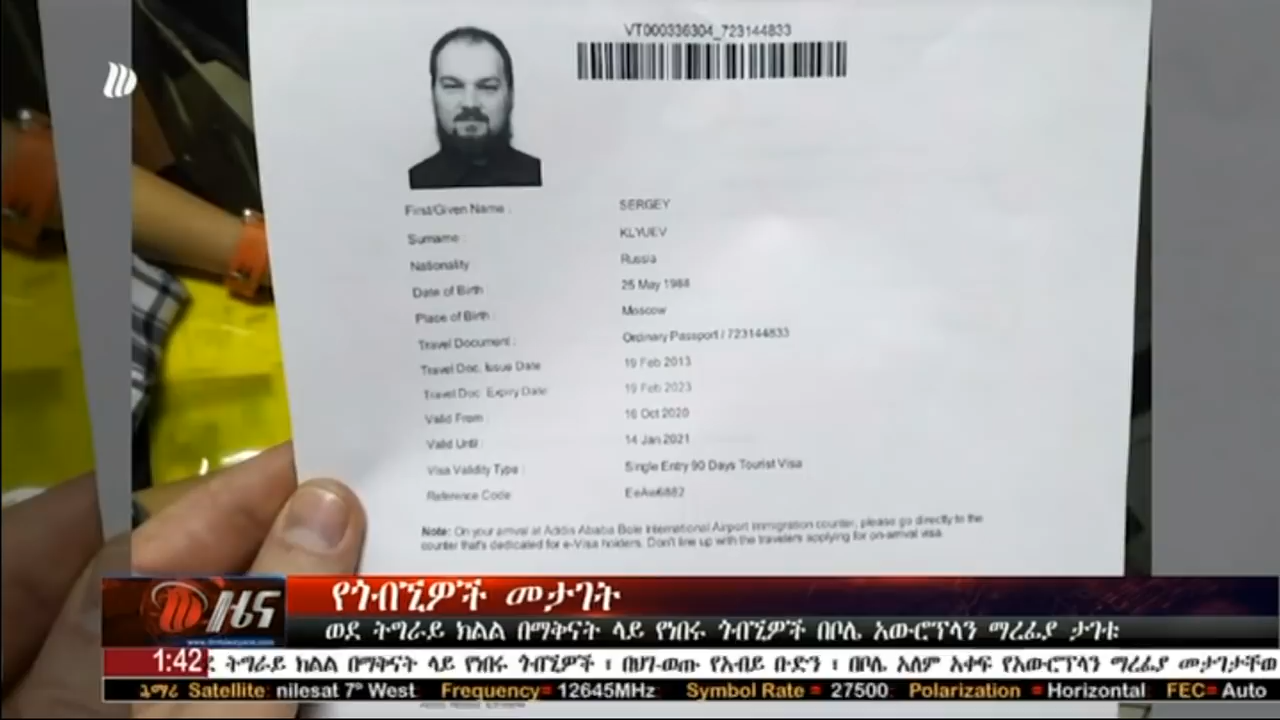 VT000336304_723144833
First/Given Name : SERGEY
Surname : KLYUEV
Nationality Russia
Date of Birth 25 May 1988
Place of Birth : Moscow
Travel Document : Ordinary Passport / 723144833
Travel Doc. Issue Date 19 Feb 2013
Travel Doc. Expiry Date 19 Feb 2023
Valid From : 16 Oct 2020
Valid Until : 14 Jan 2021
Visa Validity Type : Single Entry 90 Days Tourist Visa
Reference Code
Note: On your arrival at Addis Ababa Bole International Airport immigration counter, please go directly to the
counter that's dedicated for e-Visa holders. Don't line up with the travelers applying for on-arrival visa
ዜና
የጎብኚዎች መታገት
ወደ ትግራይ ክልል በማቅናት ላይ የነበሩ ጎብኚዎች በቦሌ አውሮፕላን ማረፊያ ታገቱ
1:42 ትግራይ ክልል በማቅናት ላይ የነበሩ ጎብኚዎች ፣ በህገ-ወጡ የአብይ ቡድን ፣ በቦሌ አለም አቀፍ የአውሮፕላን ማረፊያ መታገታቸው
Satellite: nilesat 7° West Frequency= 12645MHz Symbol Rate = 27500 Polarization = Horizontal FEC= Auto